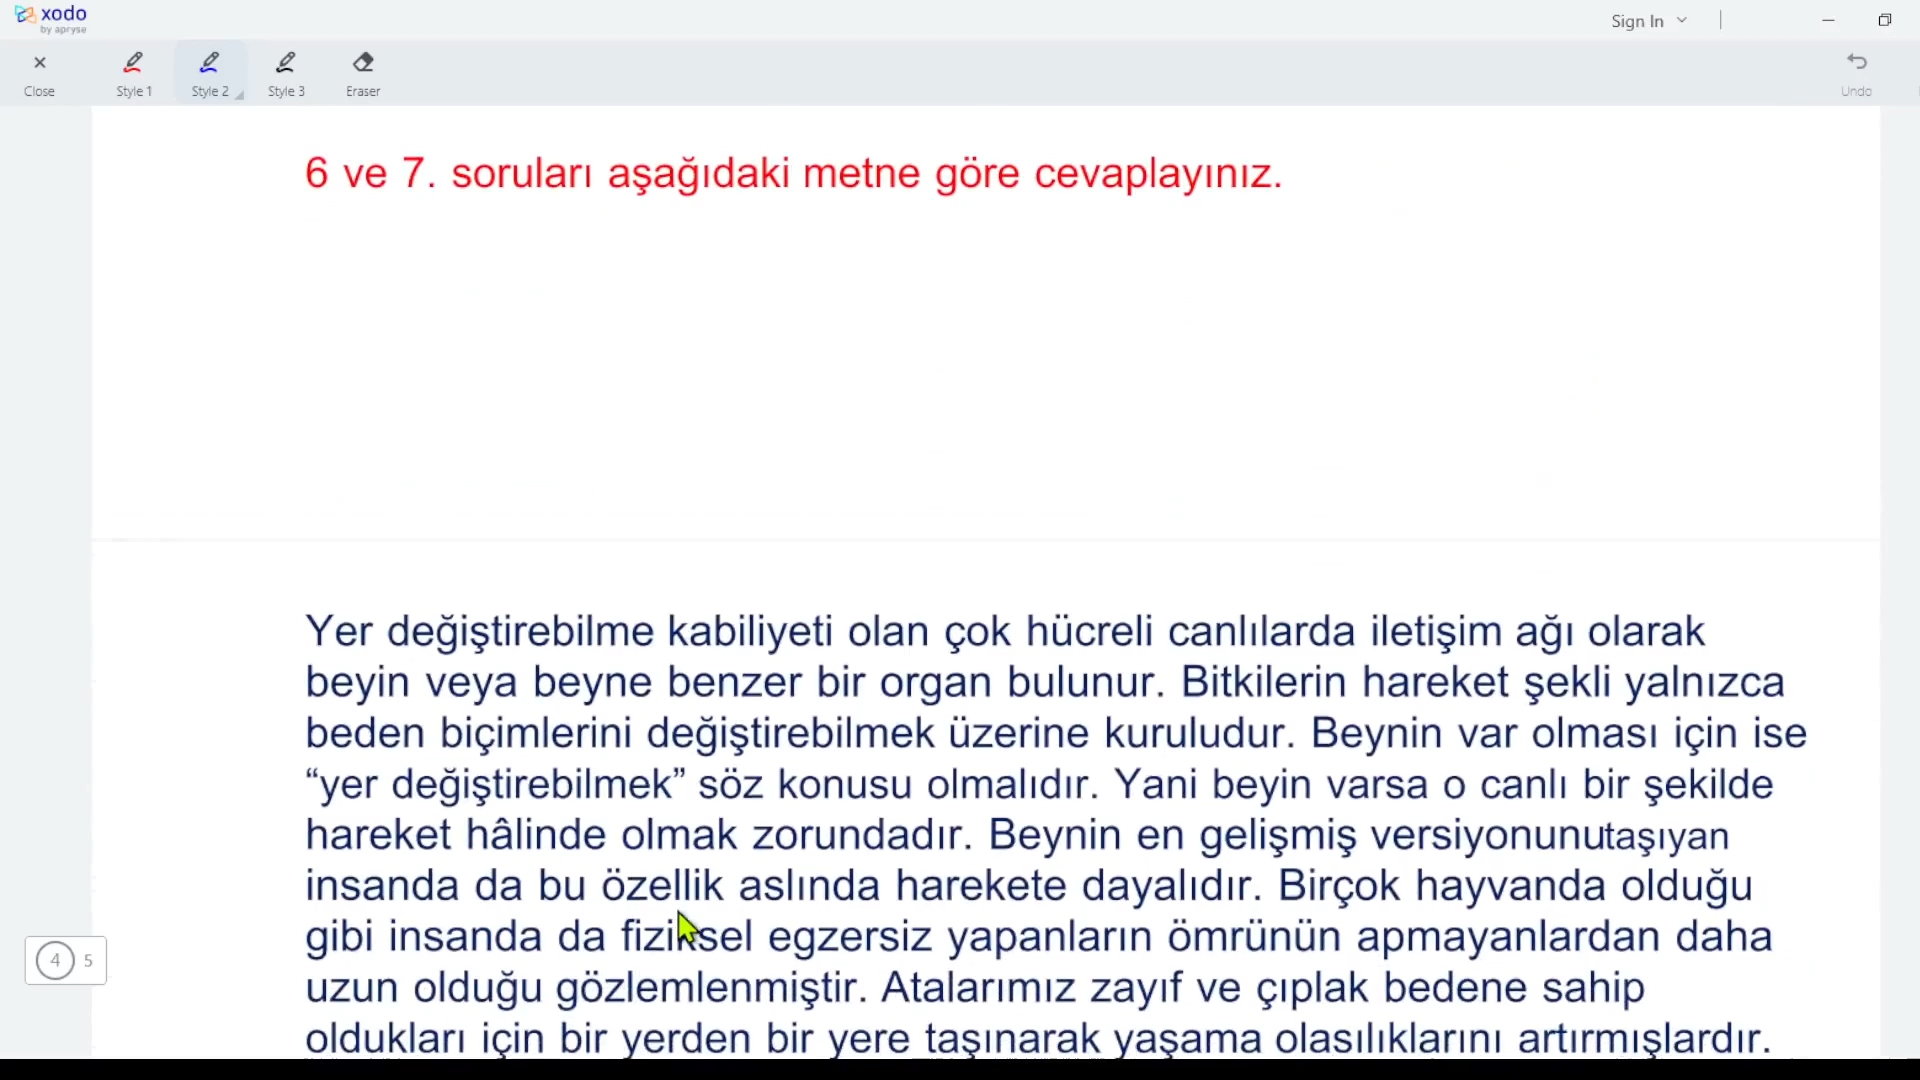 xodo
by apryse
Sign In
Close
Style 1
Style 2
Style 3
Eraser
Undo
6 ve 7. soruları aşağıdaki metne göre cevaplayınız.
Yer değiştirebilme kabiliyeti olan çok hücreli canlılarda iletişim ağı olarak
beyin veya beyne benzer bir organ bulunur. Bitkilerin hareket şekli yalnızca
beden biçimlerini değiştirebilmek üzerine kuruludur. Beynin var olması için ise
“yer değiştirebilmek” söz konusu olmalıdır. Yani beyin varsa o canlı bir şekilde
hareket hâlinde olmak zorundadır. Beynin en gelişmiş versiyonunutaşıyan
insanda da bu özellik aslında harekete dayalıdır. Birçok hayvanda olduğu
gibi insanda da fiziksel egzersiz yapanların ömrünün apmayanlardan daha
uzun olduğu gözlemlenmiştir. Atalarımız zayıf ve çıplak bedene sahip
oldukları için bir yerden bir yere taşınarak yaşama olasılıklarını artırmışlardır.
4 5